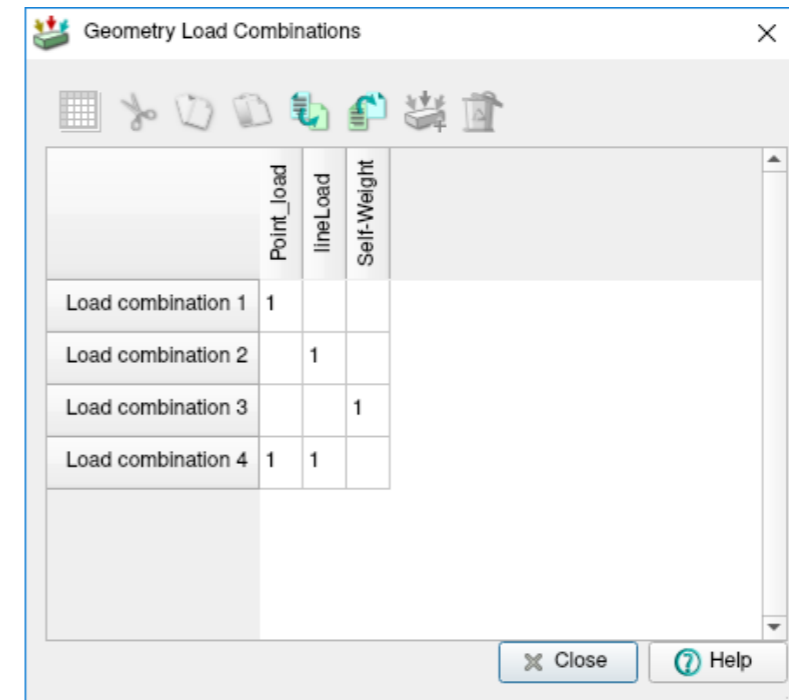 Geometry Load Combinations
Point_load lineLoad Self-Weight
Load combination 1 1
Load combination 2 1
Load combination 3 1
Load combination 4 1 1
Close Help